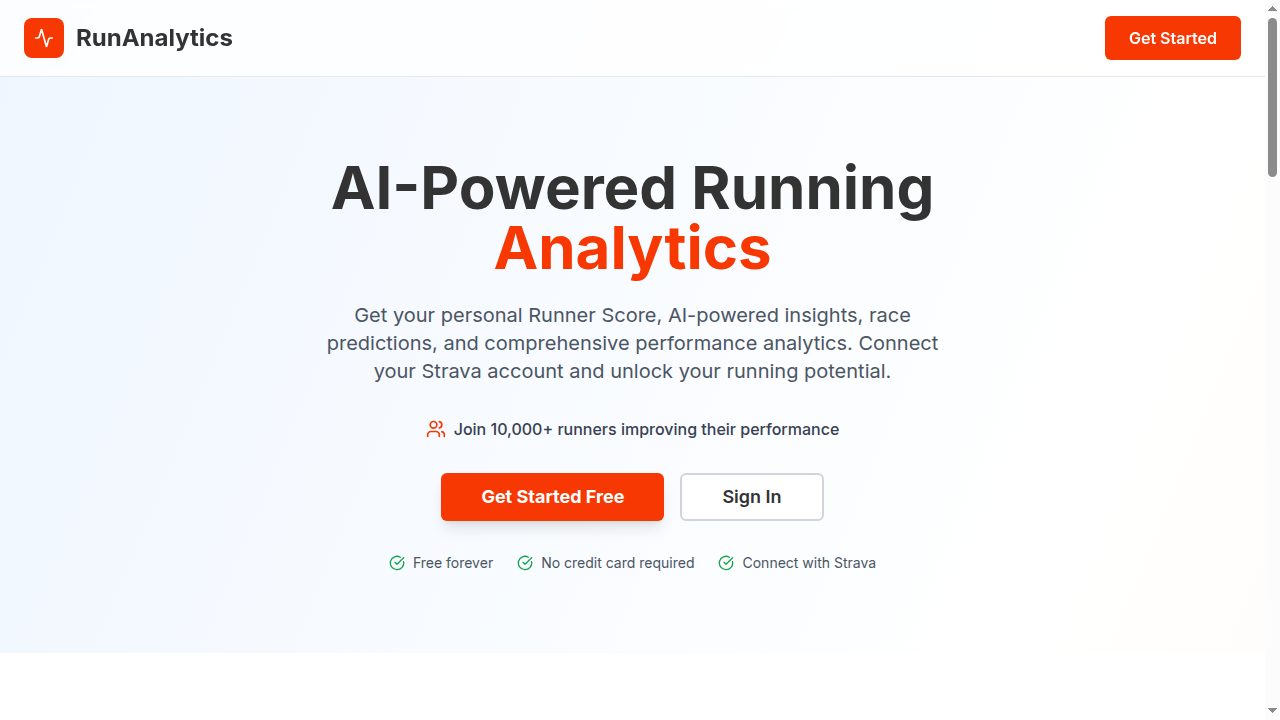 RunAnalytics
Get Started
AI-Powered Running
Analytics
Get your personal Runner Score, AI-powered insights, race
predictions, and comprehensive performance analytics. Connect
your Strava account and unlock your running potential.
Join 10,000+ runners improving their performance
Get Started Free
Sign In
Free forever
No credit card required
Connect with Strava